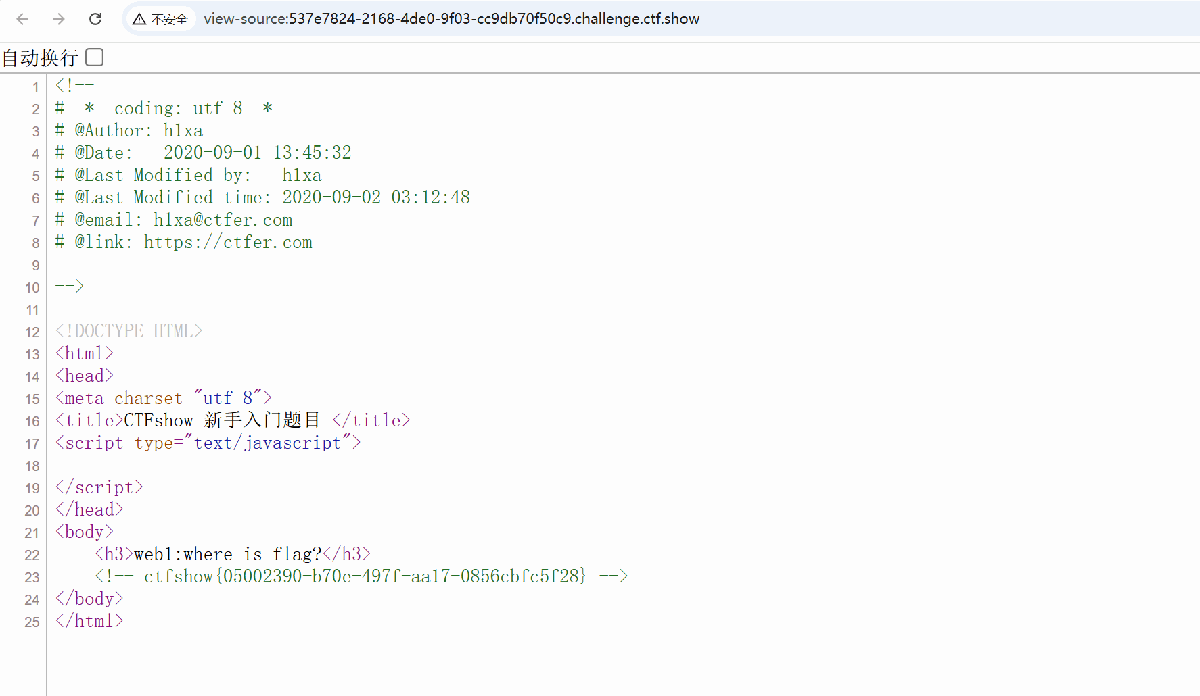 不安全 view-source:537e7824-2168-4de0-9f03-cc9db70f50c9.challenge.ctf.show
自动换行
1 <!--
2 # * coding: utf 8 *
3 # @Author: h1xa
4 # @Date: 2020-09-01 13:45:32
5 # @Last Modified by: h1xa
6 # @Last Modified time: 2020-09-02 03:12:48
7 # @email: h1xa@ctfer.com
8 # @link: https://ctfer.com
9
10 -->
11
12 <!DOCTYPE HTML>
13 <html>
14 <head>
15 <meta charset "utf 8">
16 <title>CTFshow 新手入门题目 </title>
17 <script type="text/javascript">
18
19 </script>
20 </head>
21 <body>
22 <h3>web1:where is flag?</h3>
23 <!-- ctfshow{05002390-b70e-497f-aa17-0856cbfc5f28} -->
24 </body>
25 </html>